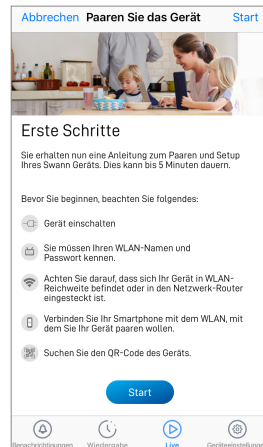 Abbrechen Paaren Sie das Gerät Start
Erste Schritte
Sie erhalten nun eine Anleitung zum Paaren und Setup
Ihres Swann Geräts. Dies kann bis 5 Minuten dauern.
Bevor Sie beginnen, beachten Sie folgendes:
Gerät einschalten
Sie müssen Ihren WLAN-Namen und
Passwort kennen.
Achten Sie darauf, dass sich Ihr Gerät in WLAN-
Reichweite befindet oder in den Netzwerk-Router
eingesteckt ist.
Verbinden Sie Ihr Smartphone mit dem WLAN, mit
dem Sie Ihr Gerät paaren wollen.
Suchen Sie den QR-Code des Geräts.
Start
Benachrichtigungen Wiedergabe Live Geräteeinstellungen